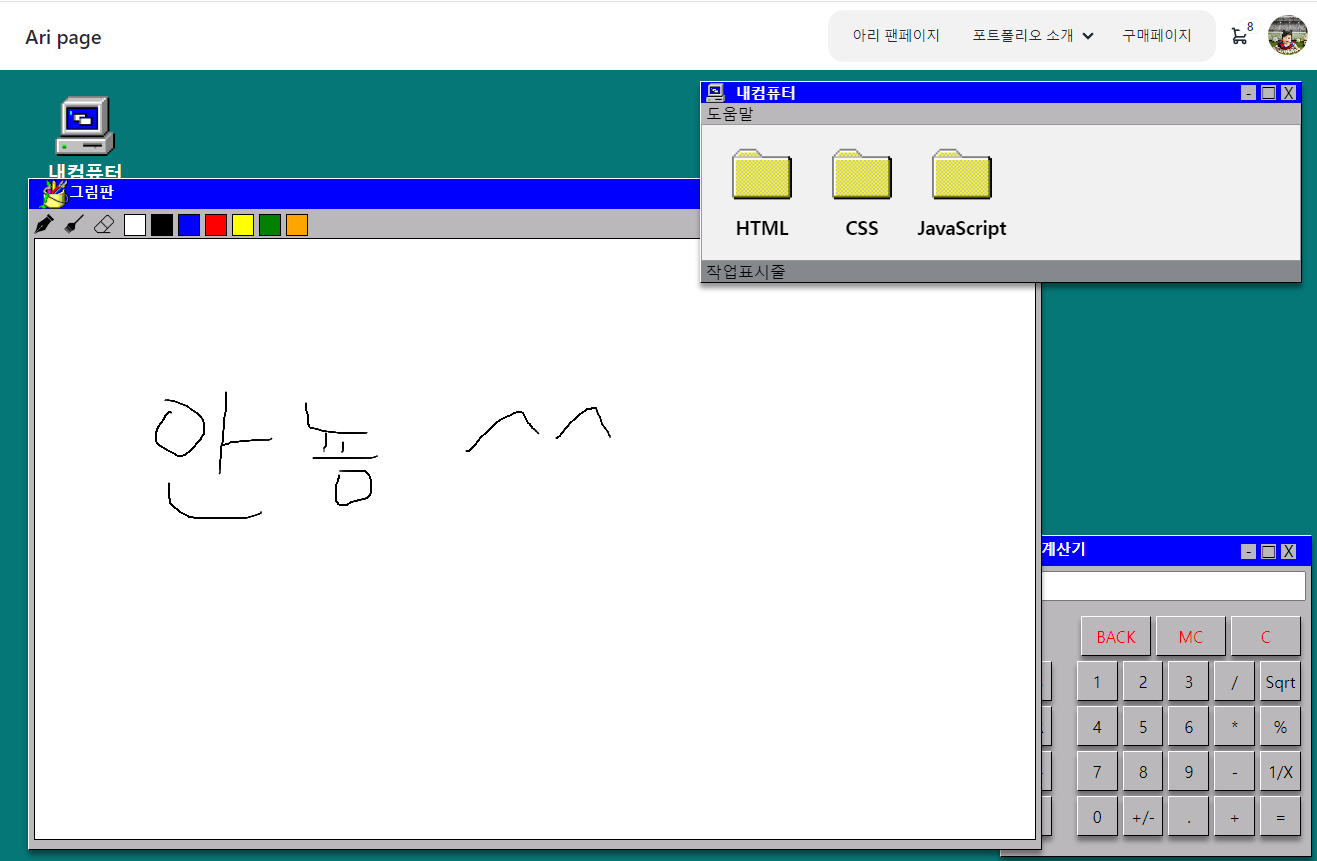 Ari page
아리 팬페이지 포트폴리오 소개 구매페이지 8
내컴퓨터
도움말
HTML CSS JavaScript
작업표시줄
내컴퓨터
그림판
안뇸 ^^
계산기
BACK MC C
1 2 3 / Sqrt
4 5 6 * %
7 8 9 - 1/X
0 +/- . + =